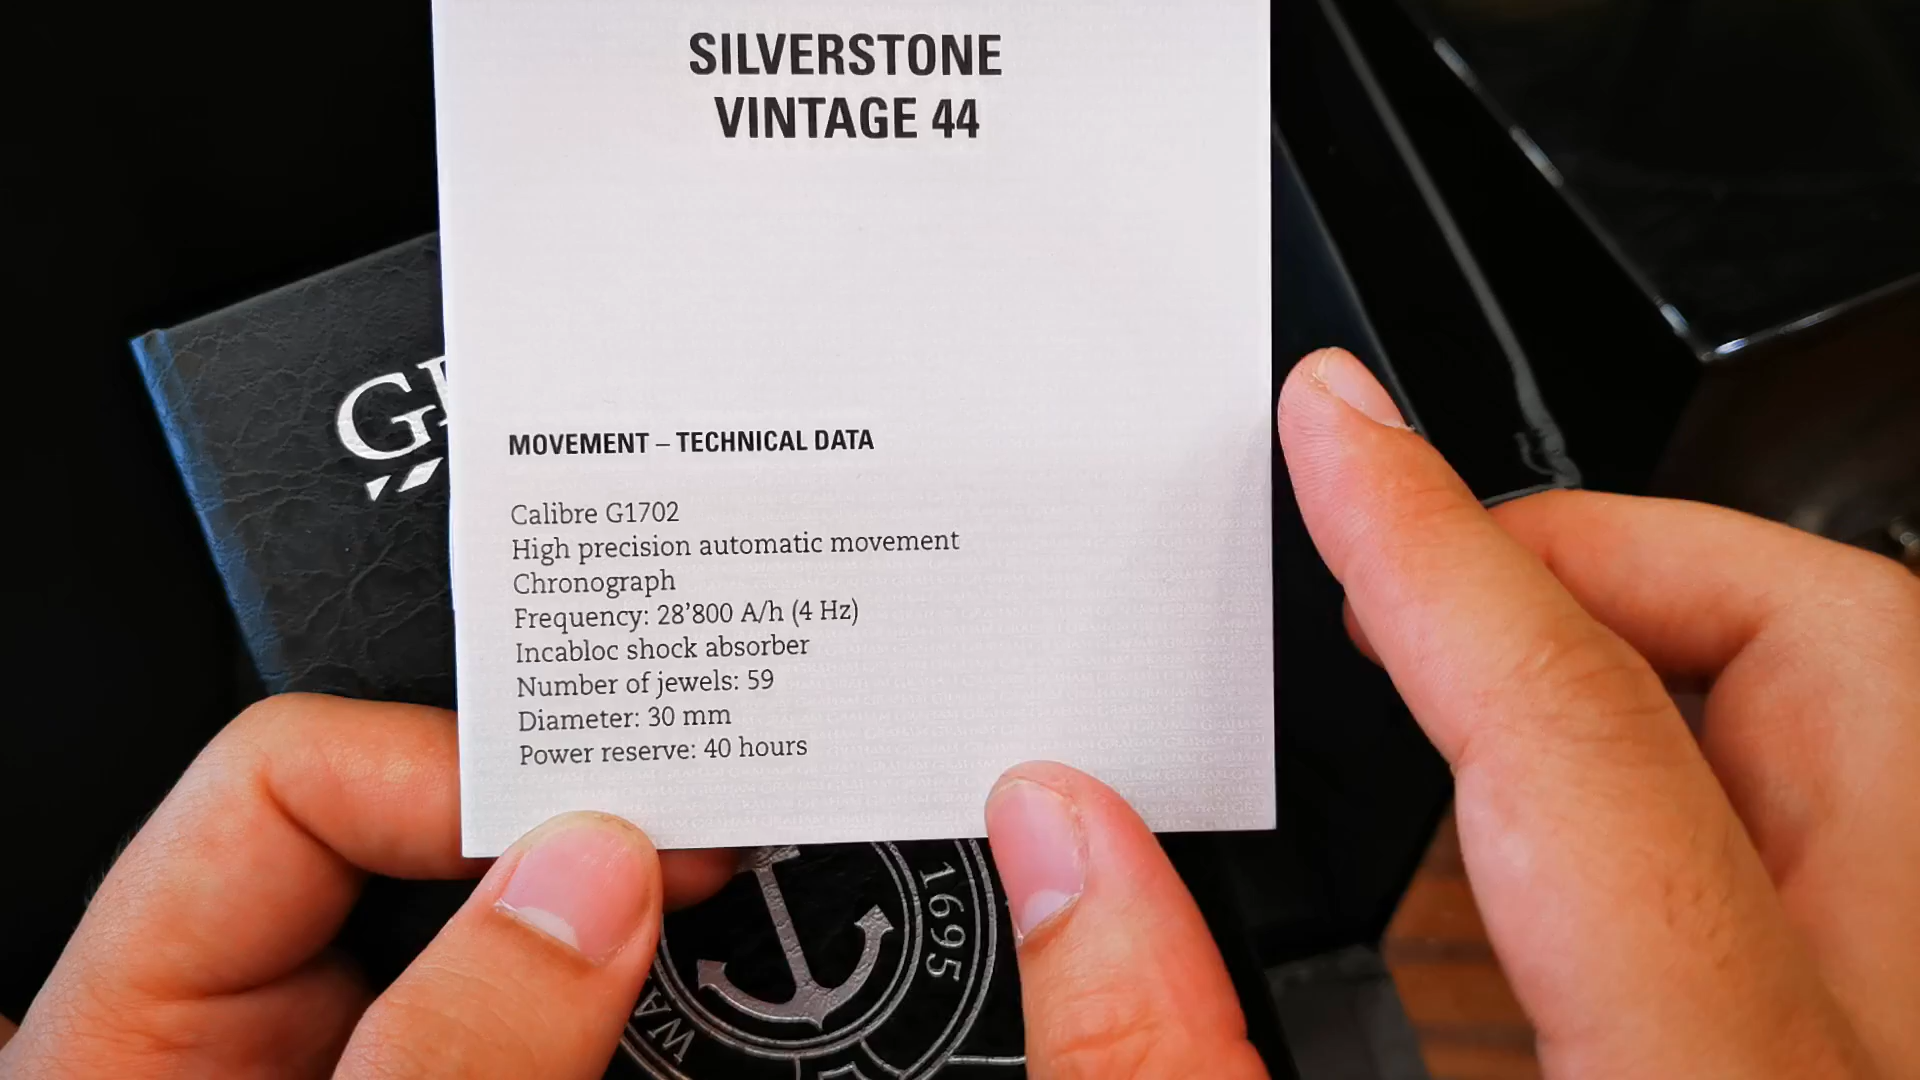 SILVERSTONE
VINTAGE 44
MOVEMENT – TECHNICAL DATA
Calibre G1702
High precision automatic movement
Chronograph
Frequency: 28'800 A/h (4 Hz)
Incabloc shock absorber
Number of jewels: 59
Diameter: 30 mm
Power reserve: 40 hours
1695